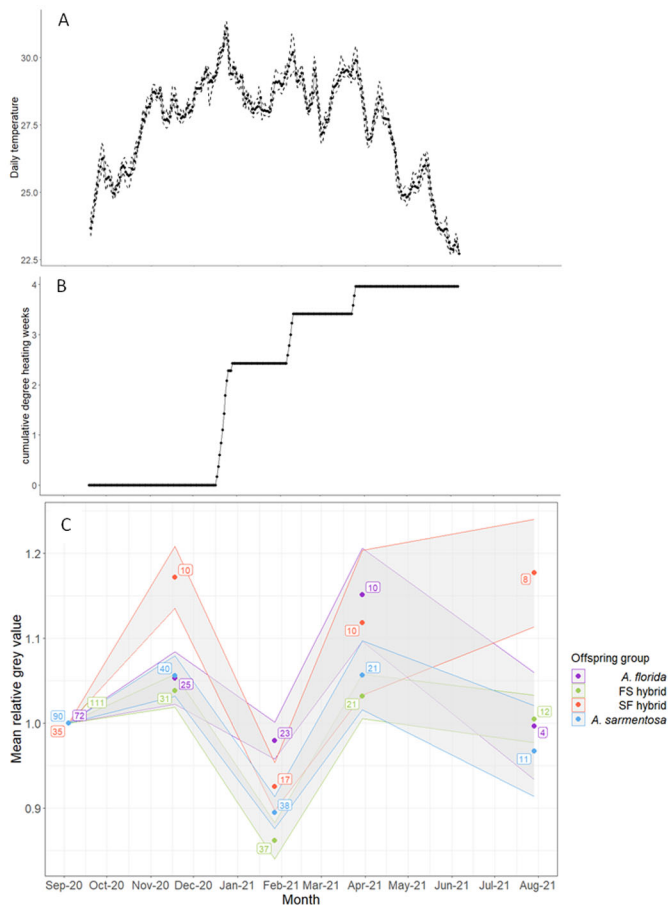 A
Daily temperature
30.0
27.5
25.0
22.5
B
cumulative degree heating weeks
4
3
2
1
0
C
Mean relative grey value
1.2
1.1
1.0
0.9
10
40
25
31
111
90
72
35
23
17
38
37
10
10
21
21
8
12
4
11
Offspring group
A. florida
FS hybrid
SF hybrid
A. sarmentosa
Sep-20 Oct-20 Nov-20 Dec-20 Jan-21 Feb-21 Mar-21 Apr-21 May-21 Jun-21 Jul-21 Aug-21
Month